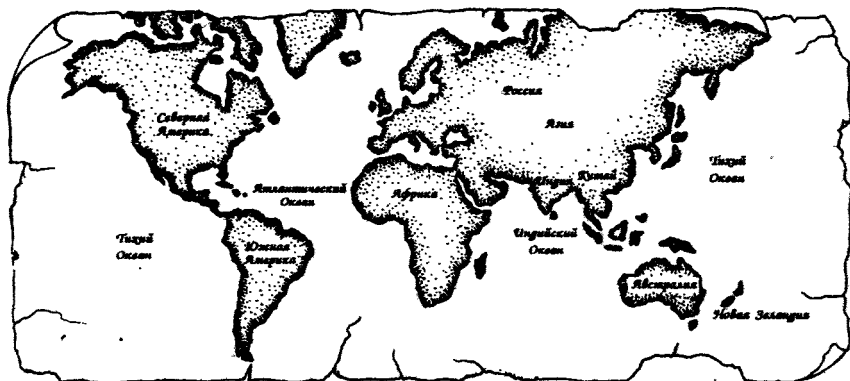 Россия
Северная
Америка
Азия
Тихий
Океан
Индия
Китай
Атлантический
Океан
Африка
Тихий
Океан
Южная
Америка
Индийский
Океан
Австралия
Новая Зеландия